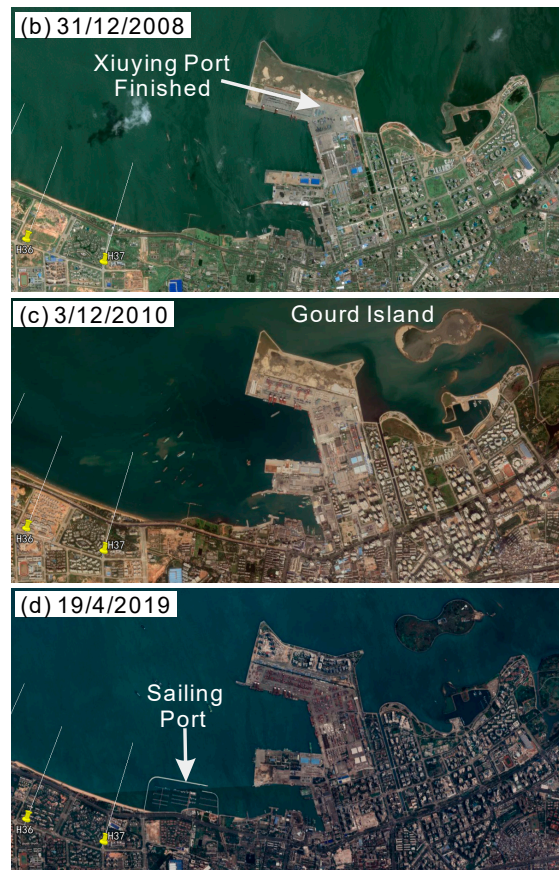 (b) 31/12/2008
Xiuying Port
Finished
H36
H37
(c) 3/12/2010
Gourd Island
H36
H37
(d) 19/4/2019
Sailing
Port
H36
H37